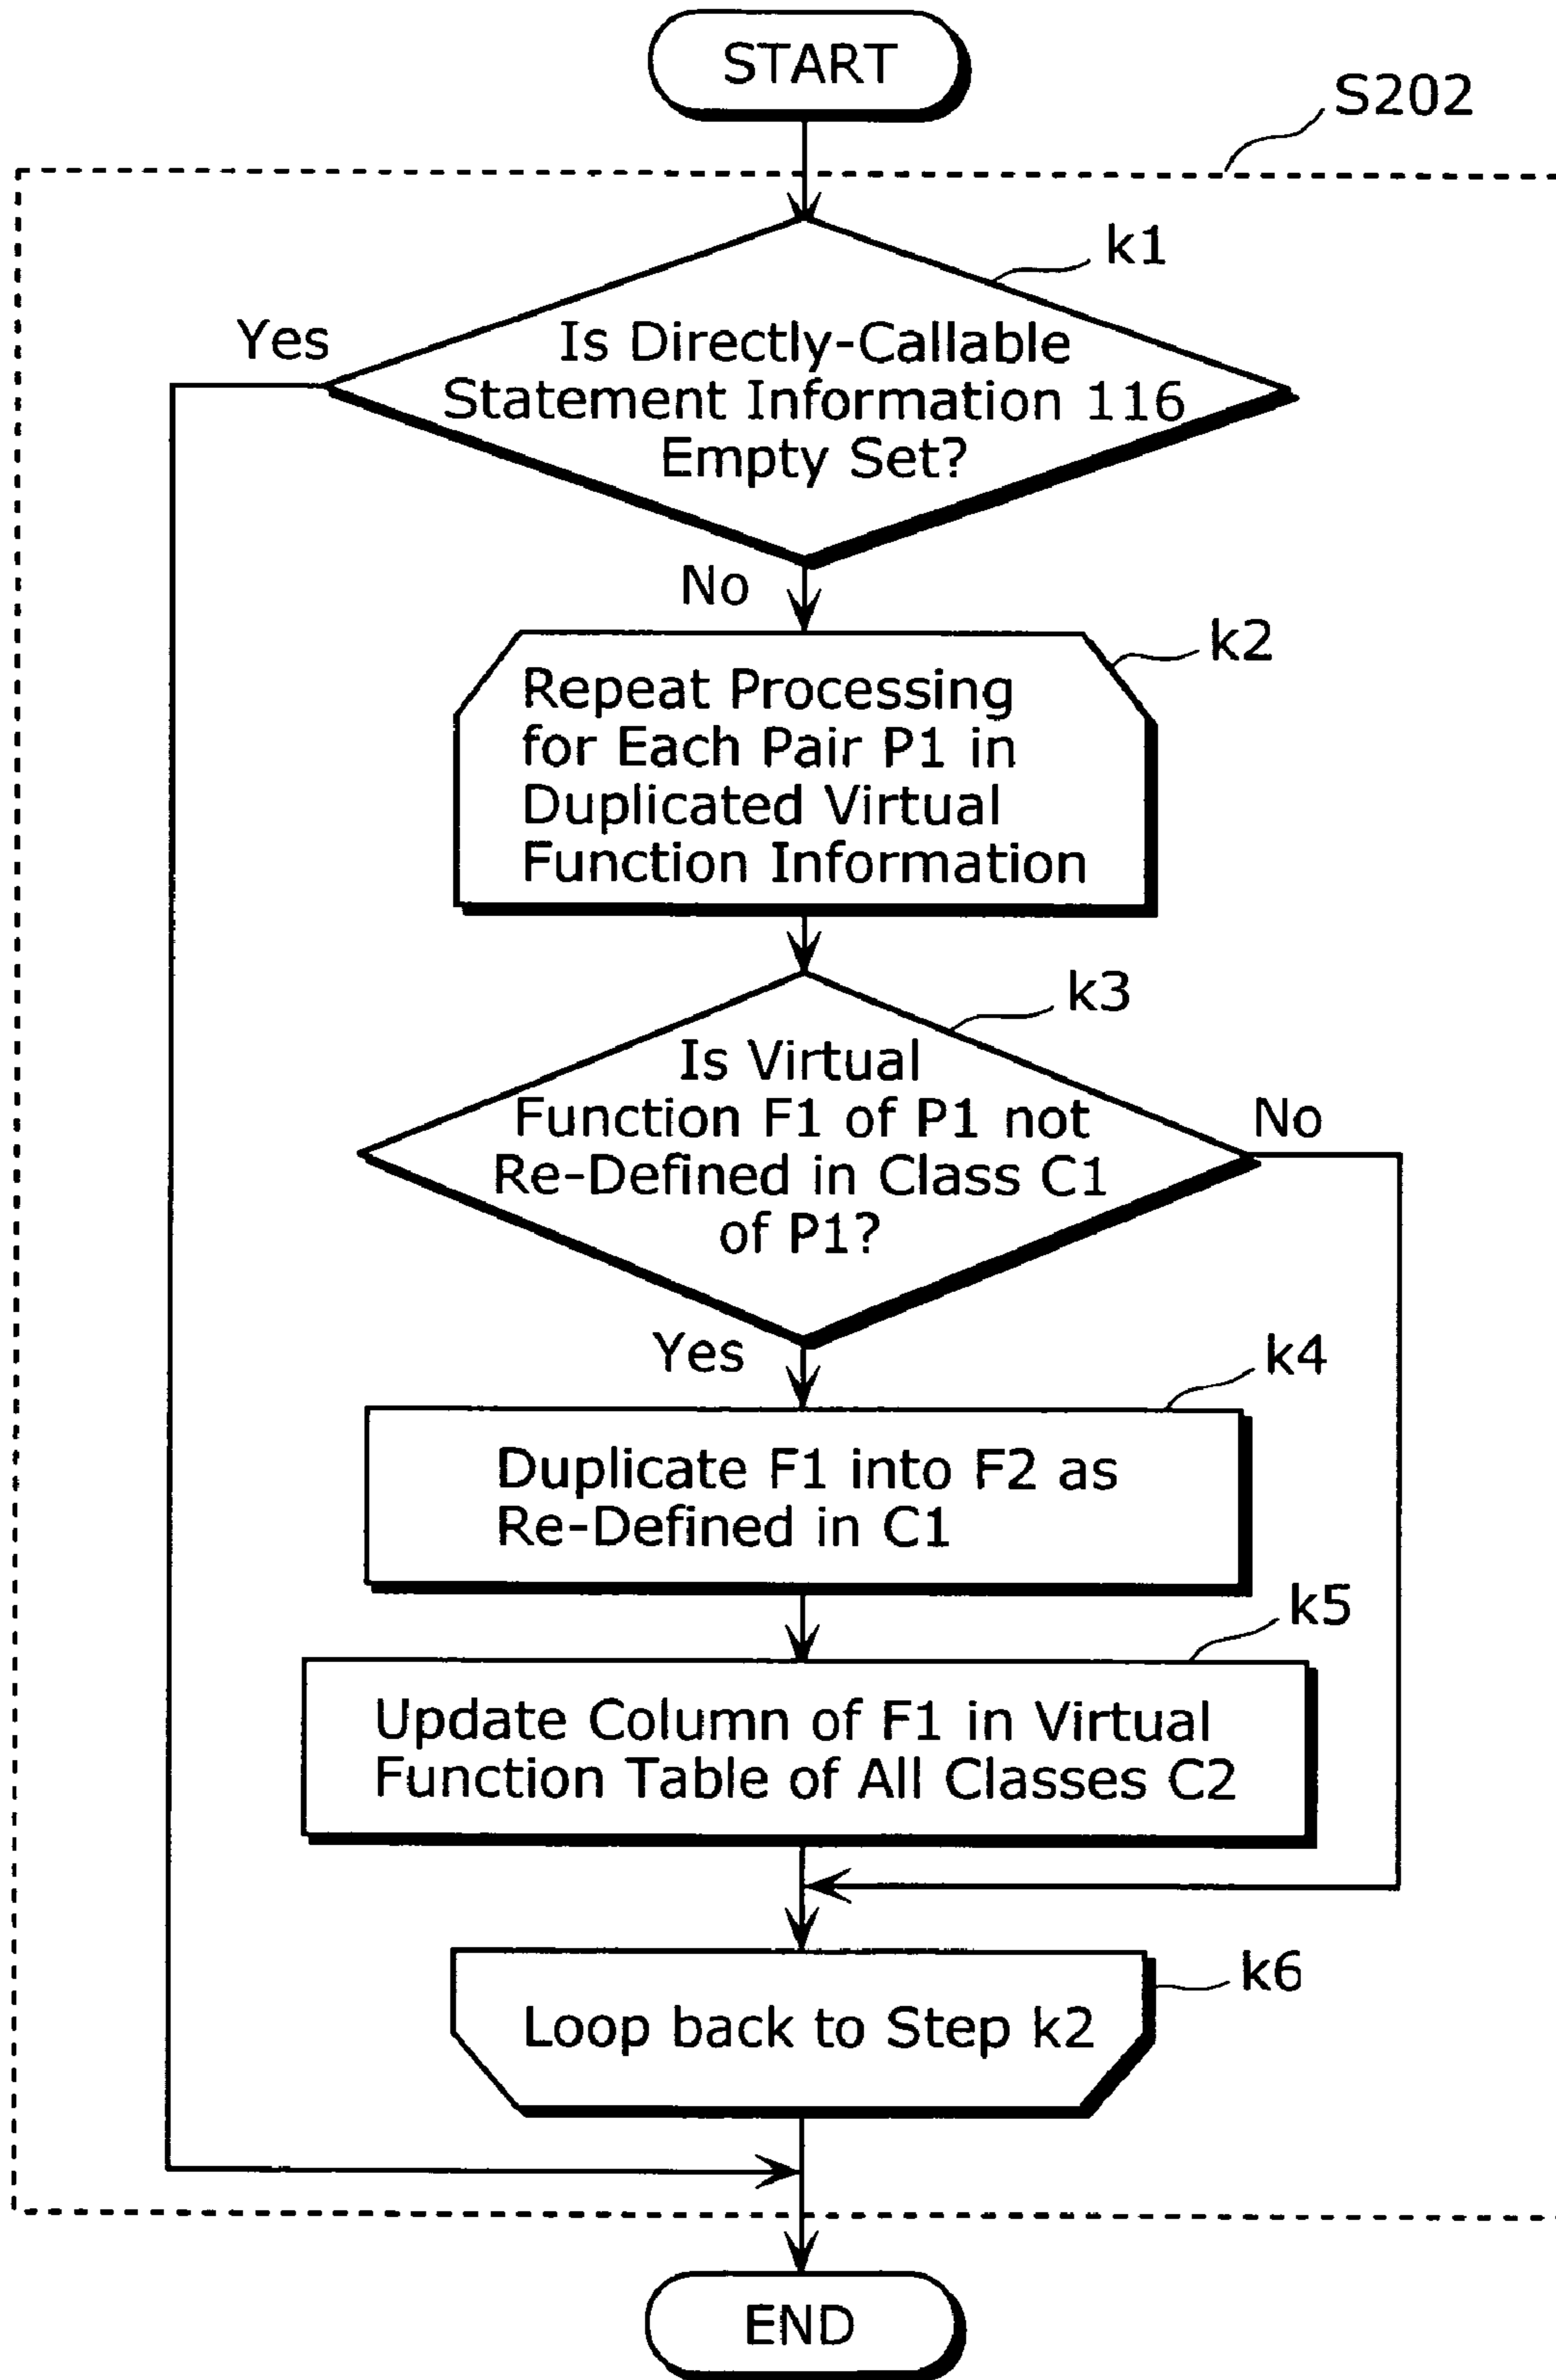 START
S202
k1
Yes
Is Directly-Callable
Statement Information 116
Empty Set?
No
k2
Repeat Processing
for Each Pair P1 in
Duplicated Virtual
Function Information
k3
Is Virtual
Function F1 of P1 not
Re-Defined in Class C1
of P1?
No
Yes
k4
Duplicate F1 into F2 as
Re-Defined in C1
k5
Update Column of F1 in Virtual
Function Table of All Classes C2
k6
Loop back to Step k2
END